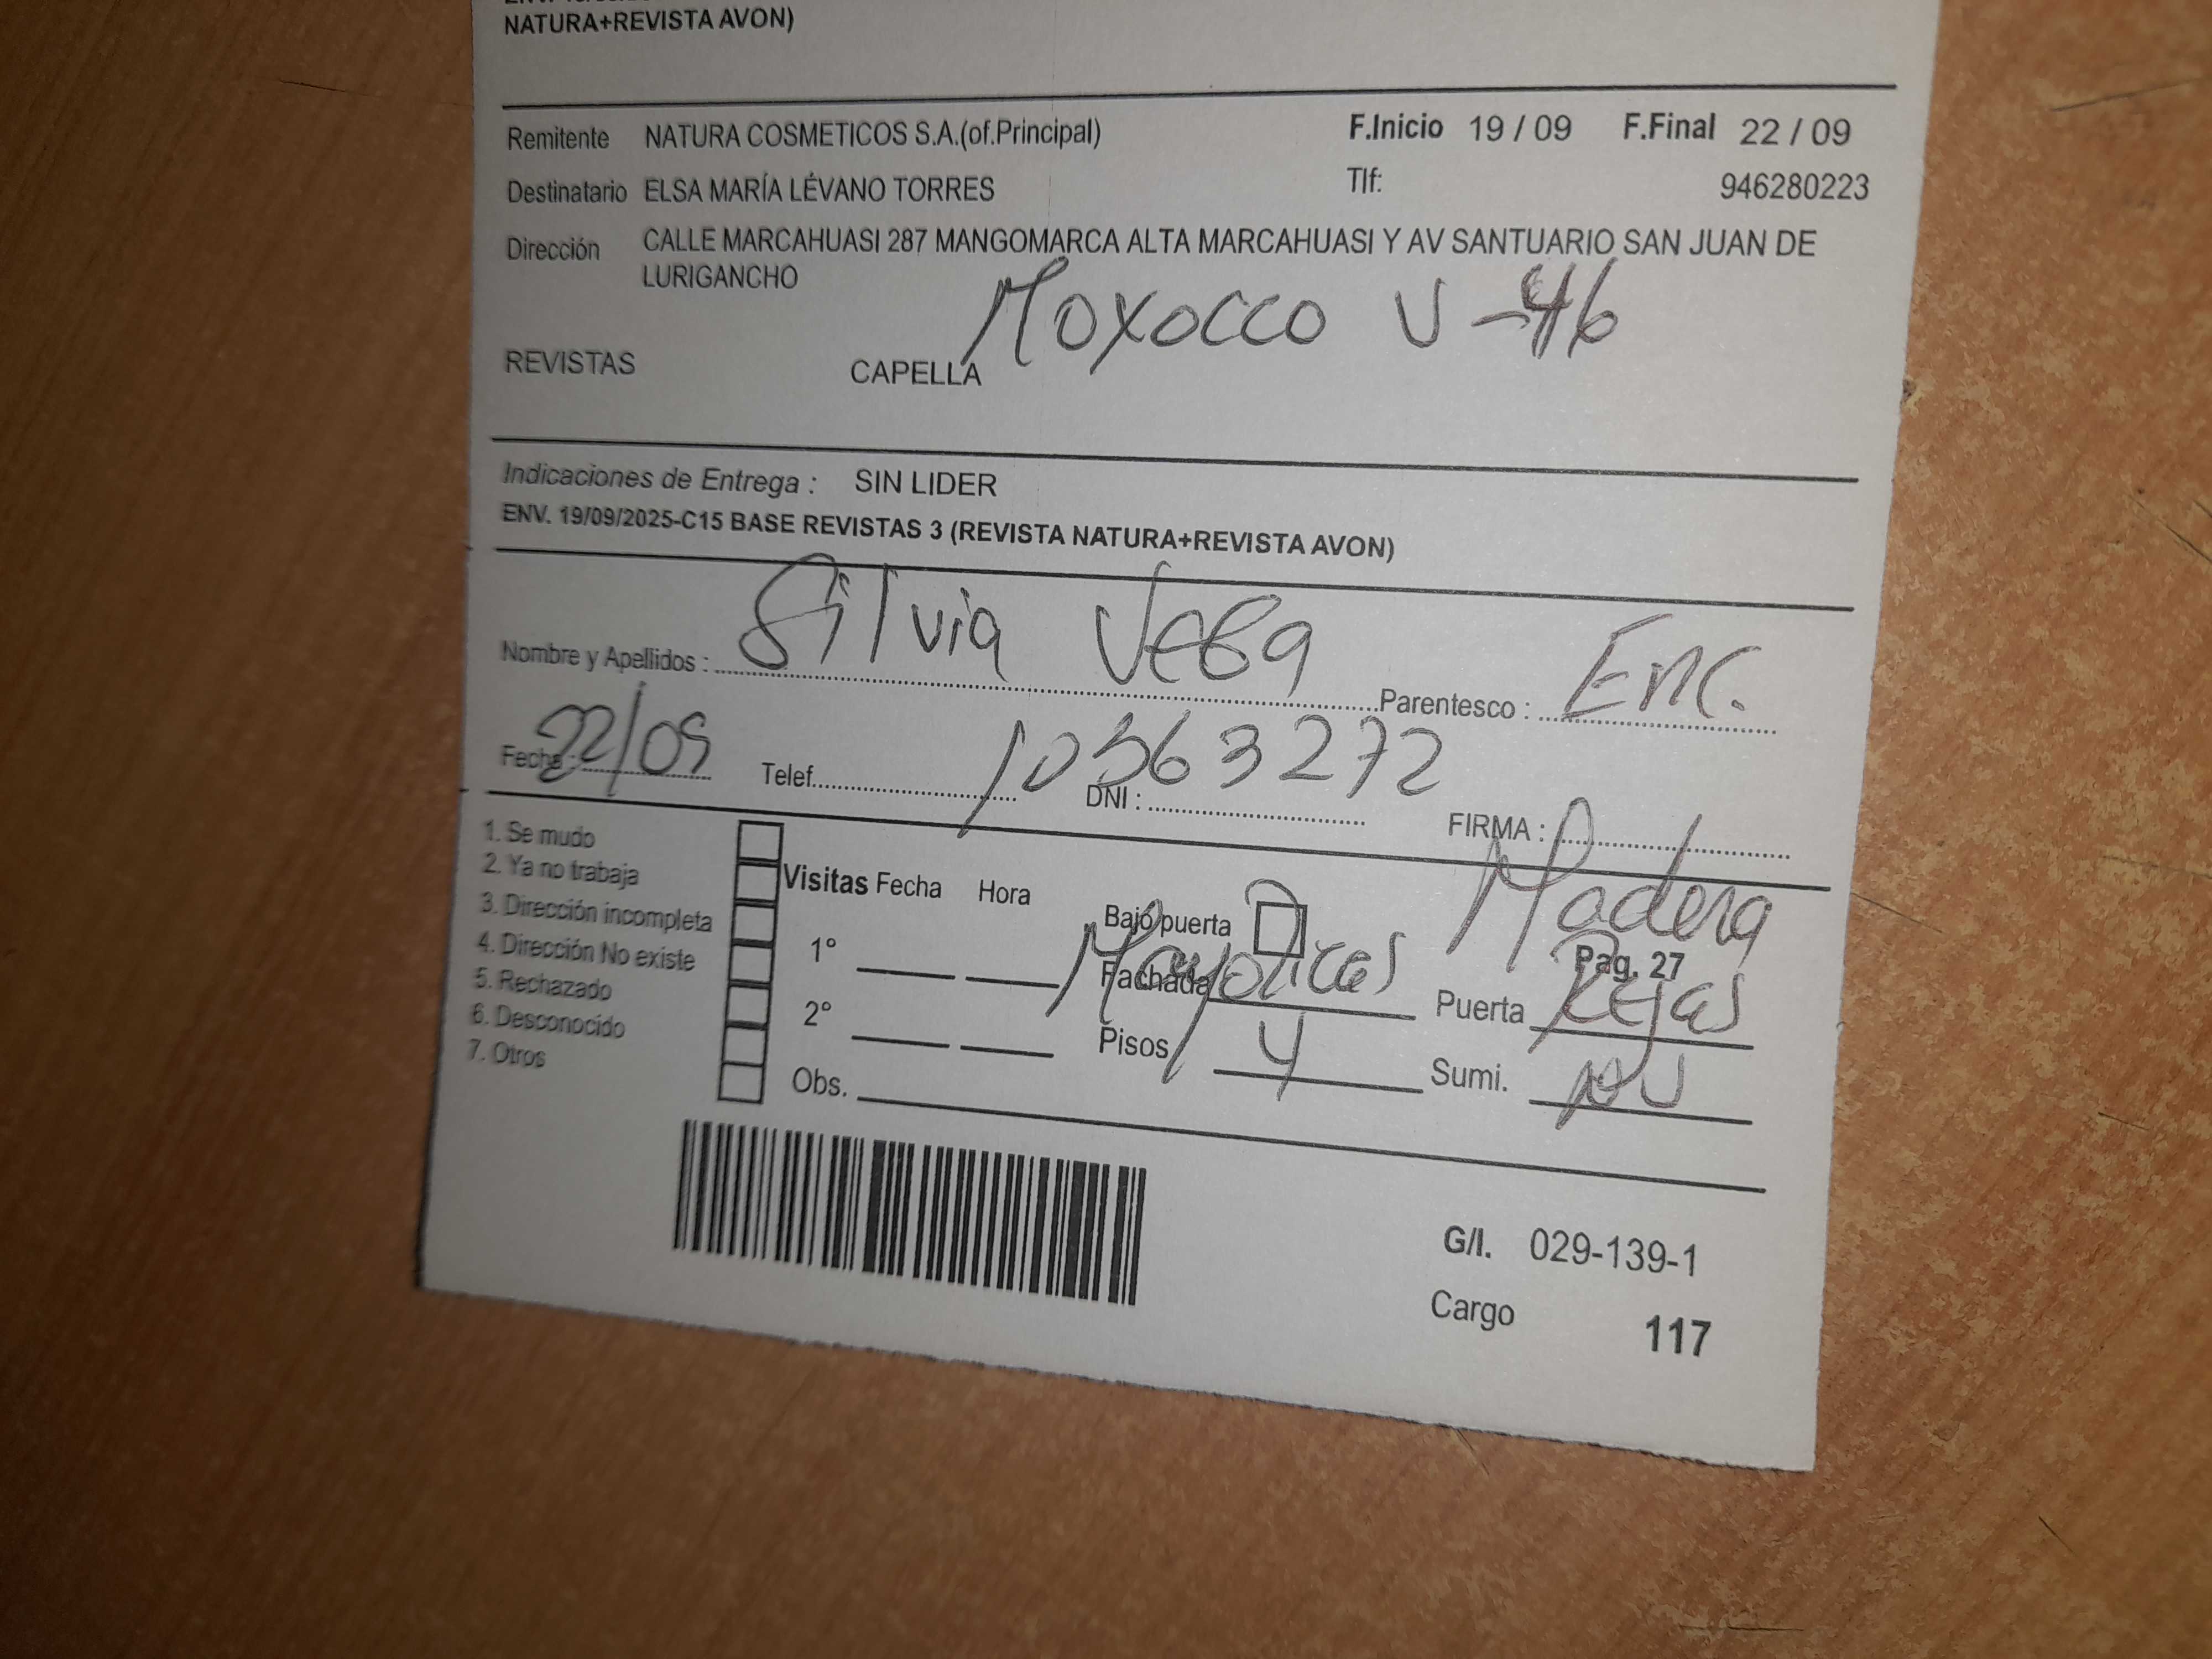 NATURA+REVISTA AVON)
Remitente NATURA COSMETICOS S.A.(of.Principal) F.Inicio 19 / 09 F.Final 22 / 09
Destinatario ELSA MARÍA LÉVANO TORRES Tlf: 946280223
Dirección CALLE MARCAHUASI 287 MANGOMARCA ALTA MARCAHUASI Y AV SANTUARIO SAN JUAN DE
LURIGANCHO
Moxocco U-46
REVISTAS CAPELLA
Indicaciones de Entrega : SIN LIDER
ENV. 19/09/2025-C15 BASE REVISTAS 3 (REVISTA NATURA+REVISTA AVON)
Nombre y Apellidos : Silvia Vega Parentesco : Enc.
Fecha : 22/09 Telef. DNI : 10563272 FIRMA :
1. Se mudo
2. Ya no trabaja
3. Dirección incompleta
4. Dirección No existe
5. Rechazado
6. Desconocido
7. Otros
Visitas Fecha Hora
1°
2°
Obs.
Bajo puerta Madera
Pag. 27
Fachada Mayolicas Puerta Rejas
Pisos 4 Sumi. NV
G/I. 029-139-1
Cargo 117